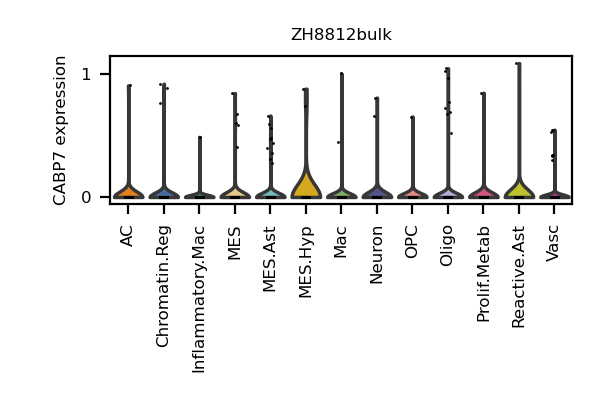 ZH8812bulk
CABP7 expression
1
0
AC
Chromatin.Reg
Inflammatory.Mac
MES
MES.Ast
MES.Hyp
Mac
Neuron
OPC
Oligo
Prolif.Metab
Reactive.Ast
Vasc